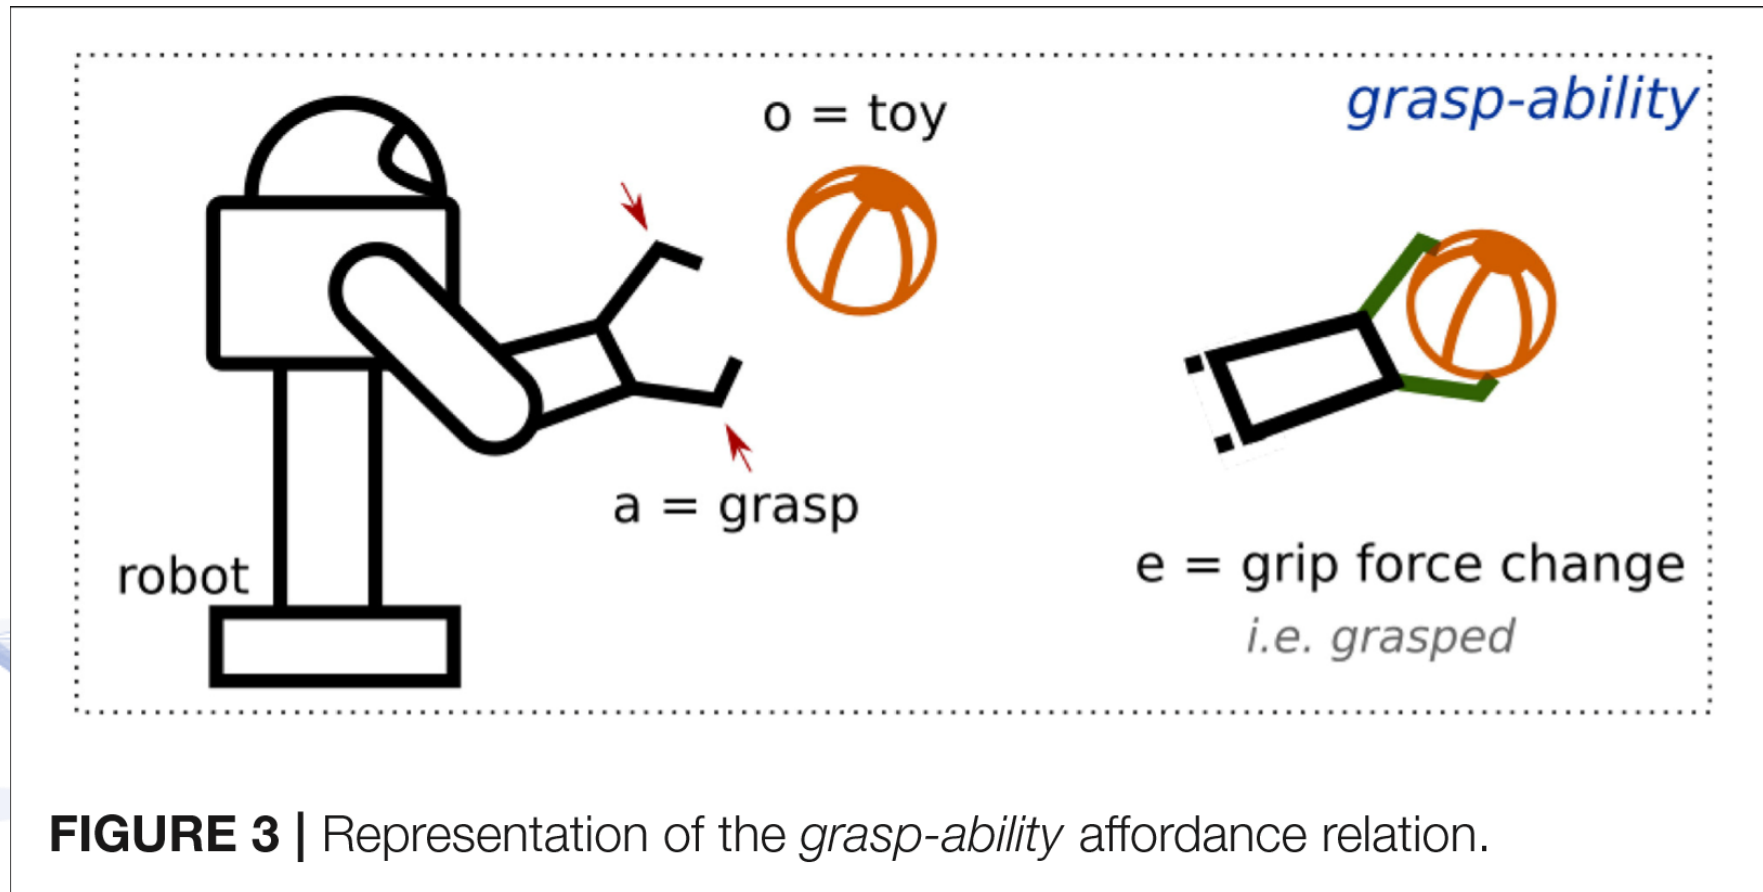 o = toy
grasp-ability
a = grasp
robot
e = grip force change
i.e. grasped
FIGURE 3 | Representation of the grasp-ability affordance relation.